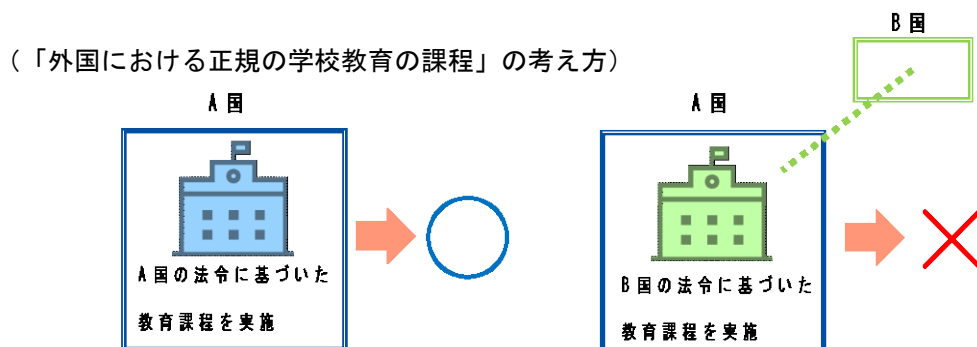 B国
(「外国における正規の学校教育の課程」の考え方)
A国
A国の法令に基づいた
教育課程を実施
A国
B国の法令に基づいた
教育課程を実施